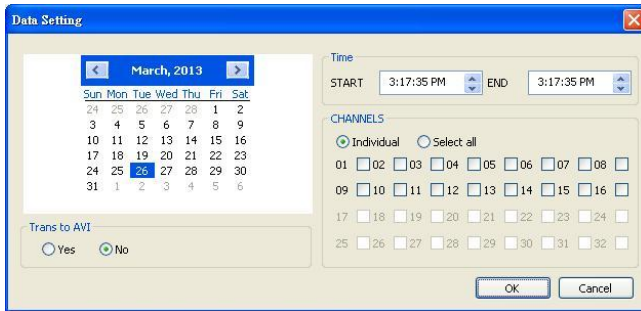 Data Setting
March, 2013
Sun Mon Tue Wed Thu Fri Sat
24 25 26 27 28 1 2
3 4 5 6 7 8 9
10 11 12 13 14 15 16
17 18 19 20 21 22 23
24 25 26 27 28 29 30
31 1 2 3 4 5 6
Trans to AVI
Yes No
Time
START 3:17:35 PM END 3:17:35 PM
CHANNELS
Individual Select all
01 02 03 04 05 06 07 08
09 10 11 12 13 14 15 16
17 18 19 20 21 22 23 24
25 26 27 28 29 30 31 32
OK Cancel